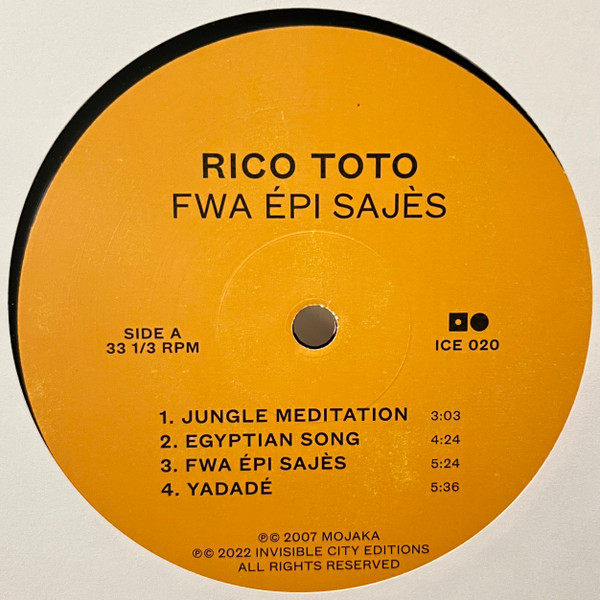 RICO TOTO
FWA ÉPI SAJÈS
SIDE A
33 1/3 RPM
ICE 020
1. JUNGLE MEDITATION 3:03
2. EGYPTIAN SONG 4:24
3. FWA ÉPI SAJÈS 5:24
4. YADADÉ 5:36
℗© 2007 MOJAKA
℗© 2022 INVISIBLE CITY EDITIONS
ALL RIGHTS RESERVED